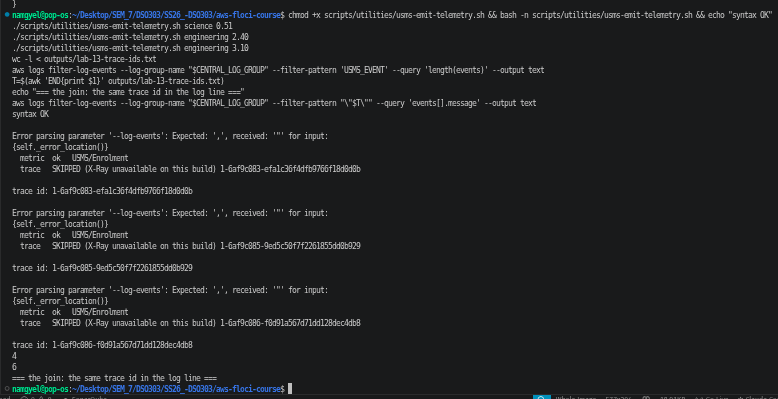 }
namgyel@pop-os:~/Desktop/SEM_7/DSO303/SS26_-DSO303/aws-floci-course$ chmod +x scripts/utilities/usms-emit-telemetry.sh && bash -n scripts/utilities/usms-emit-telemetry.sh && echo "syntax OK"
./scripts/utilities/usms-emit-telemetry.sh science 0.51
./scripts/utilities/usms-emit-telemetry.sh engineering 2.40
./scripts/utilities/usms-emit-telemetry.sh engineering 3.10
wc -l < outputs/lab-13-trace-ids.txt
aws logs filter-log-events --log-group-name "$CENTRAL_LOG_GROUP" --filter-pattern 'USMS_EVENT' --query 'length(events)' --output text
T=$(awk 'END{print $1}' outputs/lab-13-trace-ids.txt)
echo "=== the join: the same trace id in the log line ==="
aws logs filter-log-events --log-group-name "$CENTRAL_LOG_GROUP" --filter-pattern "\"$T\"" --query 'events[].message' --output text
syntax OK
Error parsing parameter '--log-events': Expected: ',', received: '"' for input:
{self._error_location()}
metric ok USMS/Enrolment
trace SKIPPED (X-Ray unavailable on this build) 1-6af9c083-efa1c36f4dfb9766f18d0d0b
trace id: 1-6af9c083-efa1c36f4dfb9766f18d0d0b
Error parsing parameter '--log-events': Expected: ',', received: '"' for input:
{self._error_location()}
metric ok USMS/Enrolment
trace SKIPPED (X-Ray unavailable on this build) 1-6af9c085-9ed5c50f7f2261855dd0b929
trace id: 1-6af9c085-9ed5c50f7f2261855dd0b929
Error parsing parameter '--log-events': Expected: ',', received: '"' for input:
{self._error_location()}
metric ok USMS/Enrolment
trace SKIPPED (X-Ray unavailable on this build) 1-6af9c086-f0d91a567d71dd128dec4db8
trace id: 1-6af9c086-f0d91a567d71dd128dec4db8
4
6
=== the join: the same trace id in the log line ===
namgyel@pop-os:~/Desktop/SEM_7/DSO303/SS26_-DSO303/aws-floci-course$